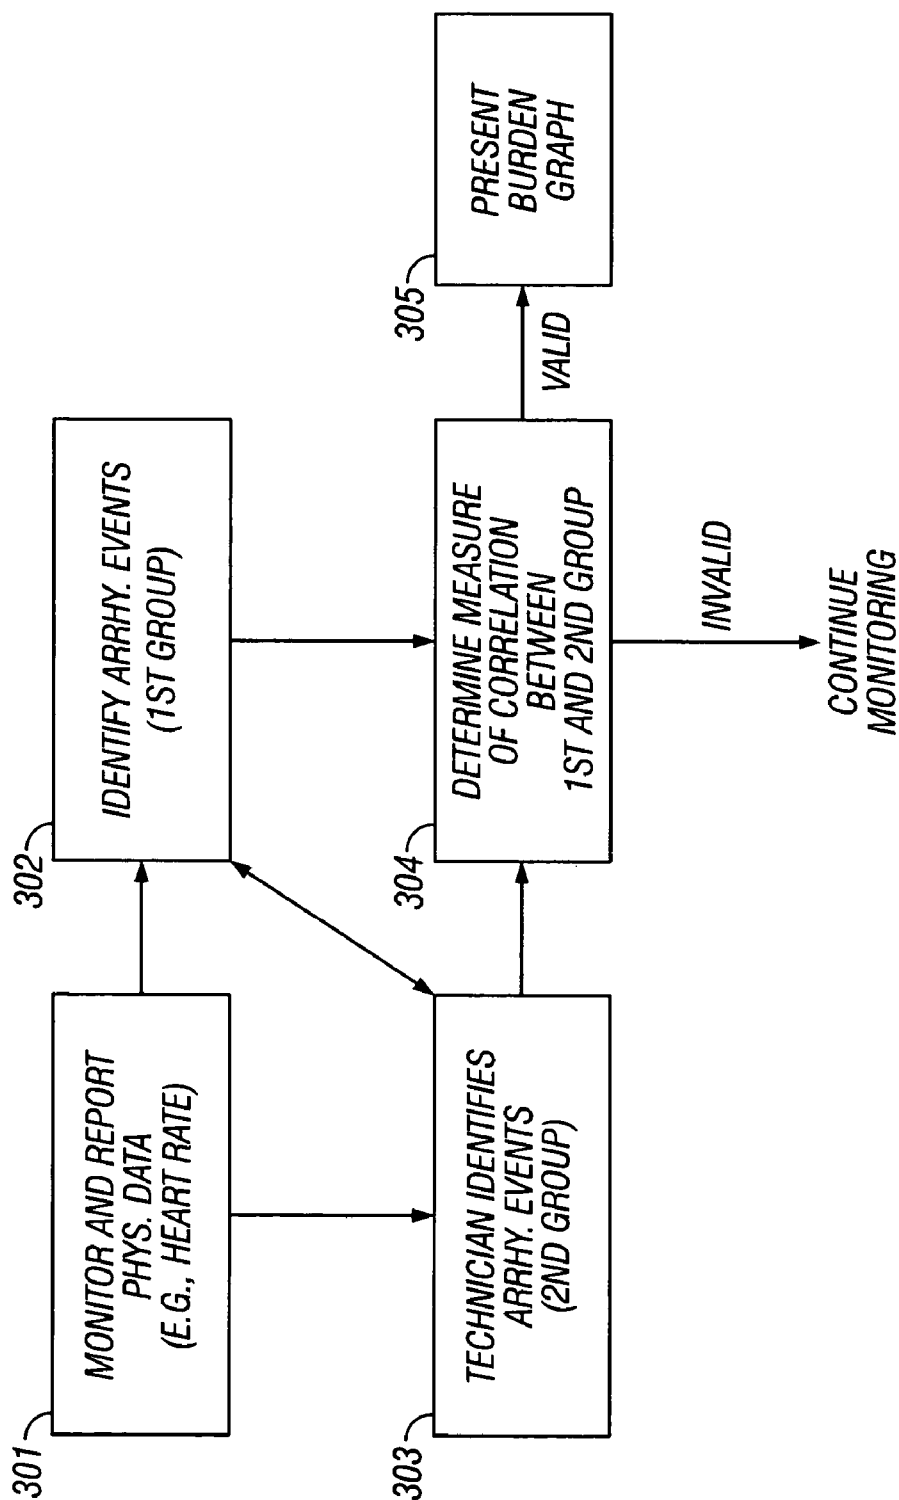 301
MONITOR AND REPORT
PHYS. DATA
(E.G., HEART RATE)
302
IDENTIFY ARRHY. EVENTS
(1ST GROUP)
303
TECHNICIAN IDENTIFIES
ARRHY. EVENTS
(2ND GROUP)
304
DETERMINE MEASURE
OF CORRELATION
BETWEEN
1ST AND 2ND GROUP
VALID
305
PRESENT
BURDEN
GRAPH
INVALID
CONTINUE
MONITORING